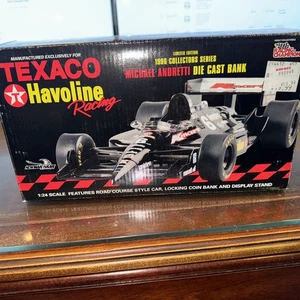 MANUFACTURED EXCLUSIVELY FOR
TEXACO
Havoline
Racing
LIMITED EDITION
1996 COLLECTORS SERIES
MICHAEL ANDRETTI DIE CAST BANK
1:24 SCALE FEATURES ROAD COURSE STYLE CAR, LOCKING COIN BANK AND DISPLAY STAND